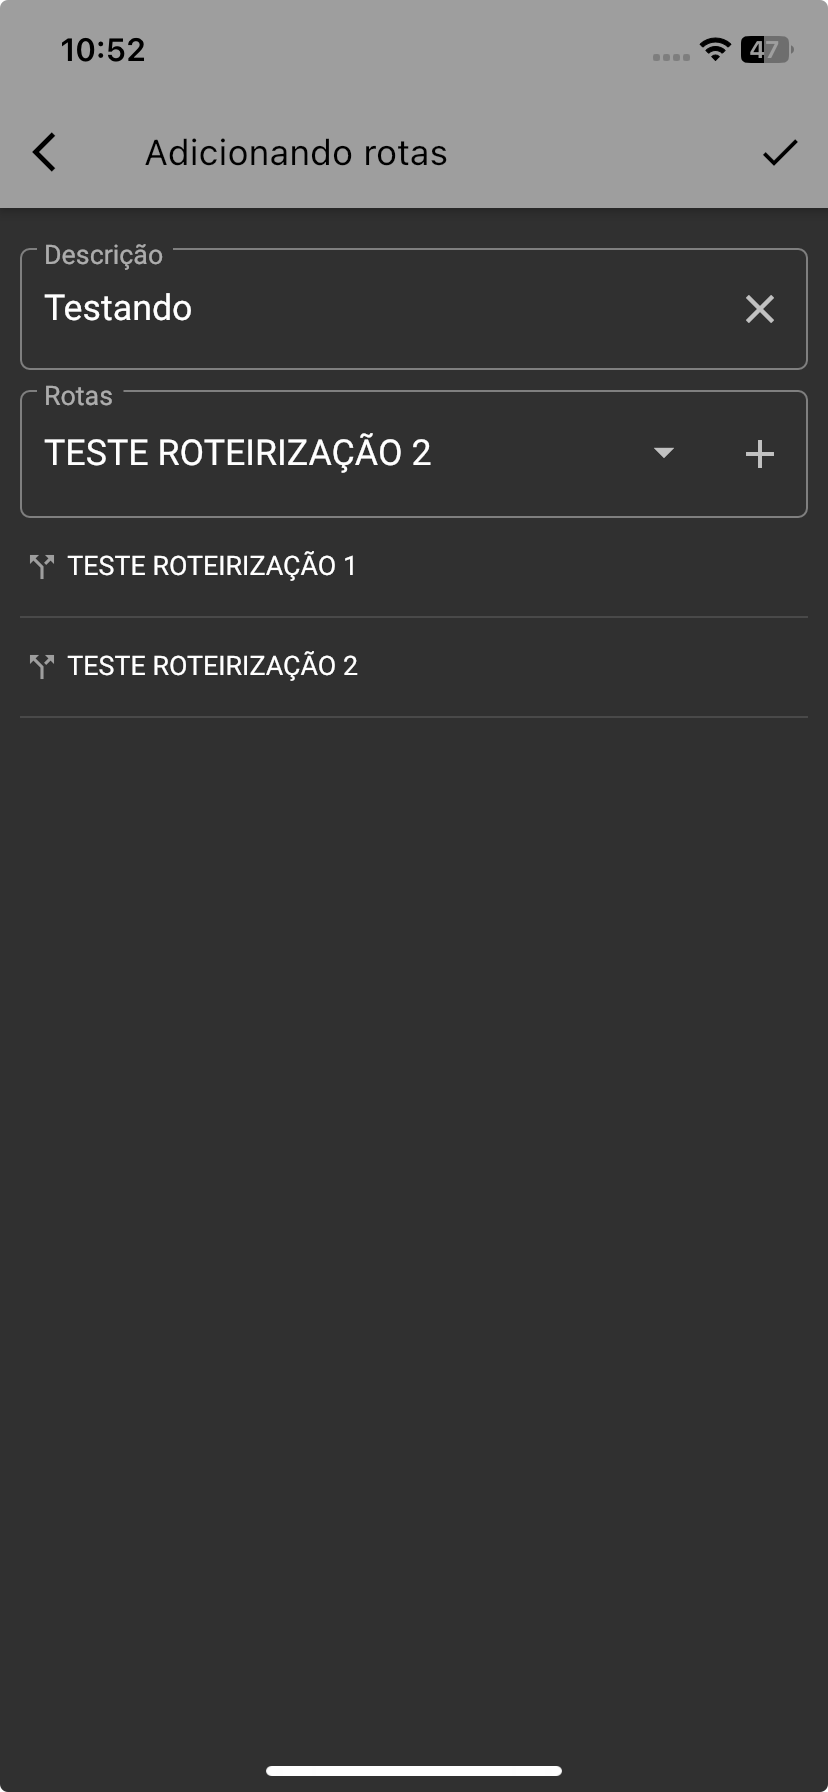 10:52
47
Adicionando rotas
Descrição
Testando
Rotas
TESTE ROTEIRIZAÇÃO 2
TESTE ROTEIRIZAÇÃO 1
TESTE ROTEIRIZAÇÃO 2